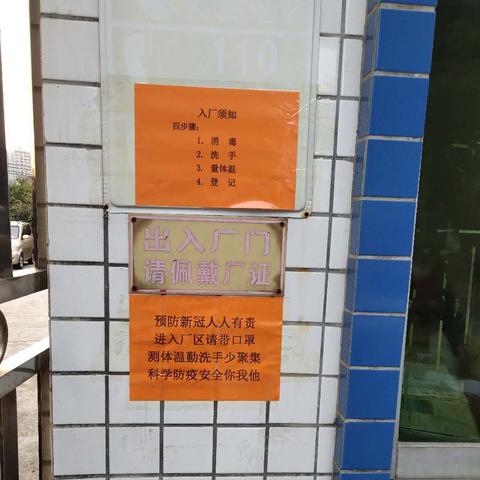 110
入厂须知
四步骤:
1. 消 毒
2. 洗 手
3. 量体温
4. 登 记
出入厂门
请佩戴厂证
预防新冠人人有责
进入厂区请带口罩
测体温勤洗手少聚集
科学防疫安全你我他